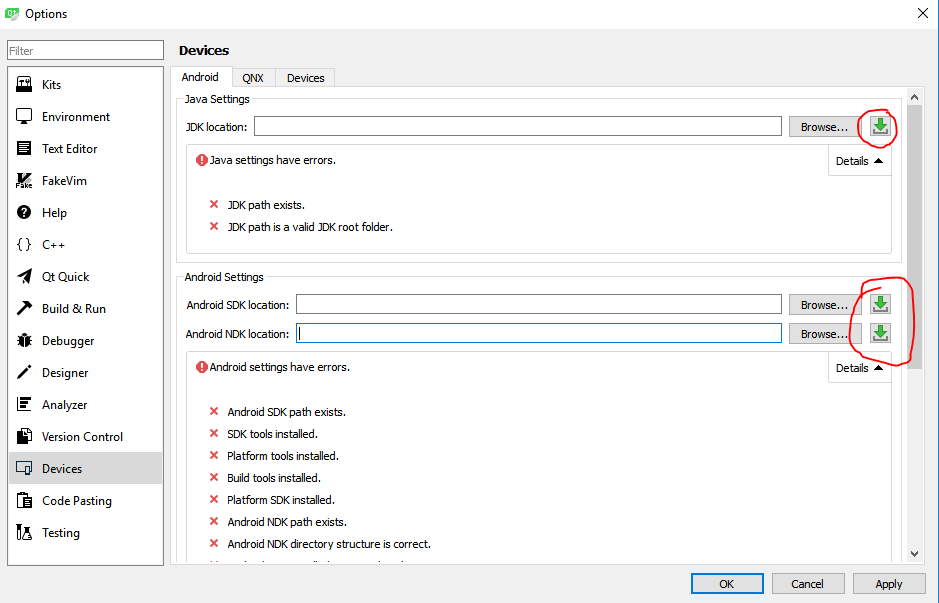 Qt Options
Filter
Devices
Kits
Environment
Text Editor
Fake FakeVim
Help
{} C++
Qt Quick
Build & Run
Debugger
Designer
Analyzer
Version Control
Devices
Code Pasting
Testing
Android QNX Devices
Java Settings
JDK location: Browse...
Java settings have errors. Details
JDK path exists.
JDK path is a valid JDK root folder.
Android Settings
Android SDK location: Browse...
Android NDK location: Browse...
Android settings have errors. Details
Android SDK path exists.
SDK tools installed.
Platform tools installed.
Build tools installed.
Platform SDK installed.
Android NDK path exists.
Android NDK directory structure is correct.
OK Cancel Apply